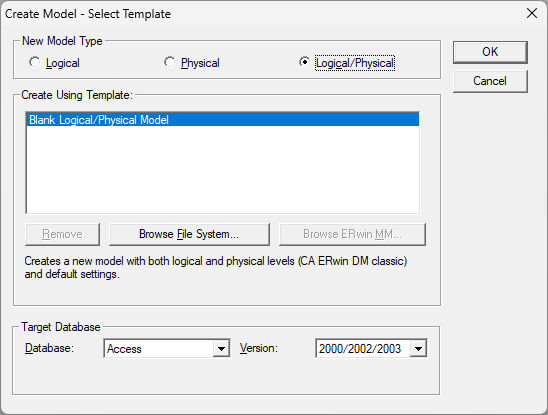 Create Model - Select Template
New Model Type
Logical
Physical
Logical/Physical
OK
Cancel
Create Using Template:
Blank Logical/Physical Model
Remove
Browse File System...
Browse ERwin MM...
Creates a new model with both logical and physical levels (CA ERwin DM classic)
and default settings.
Target Database
Database:
Access
Version:
2000/2002/2003